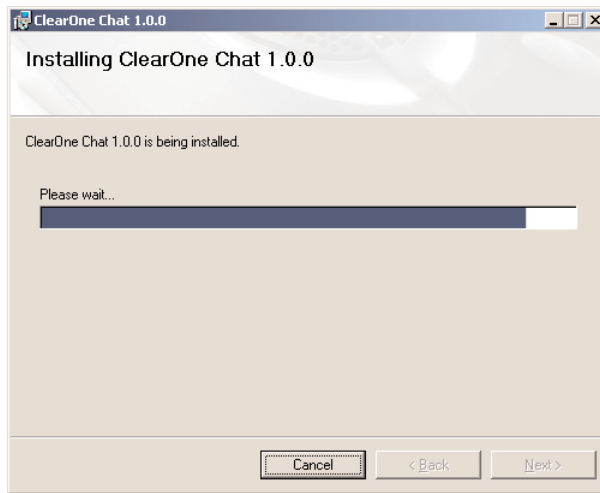 ClearOne Chat 1.0.0
Installing ClearOne Chat 1.0.0
ClearOne Chat 1.0.0 is being installed.
Please wait...
Cancel
< Back
Next >